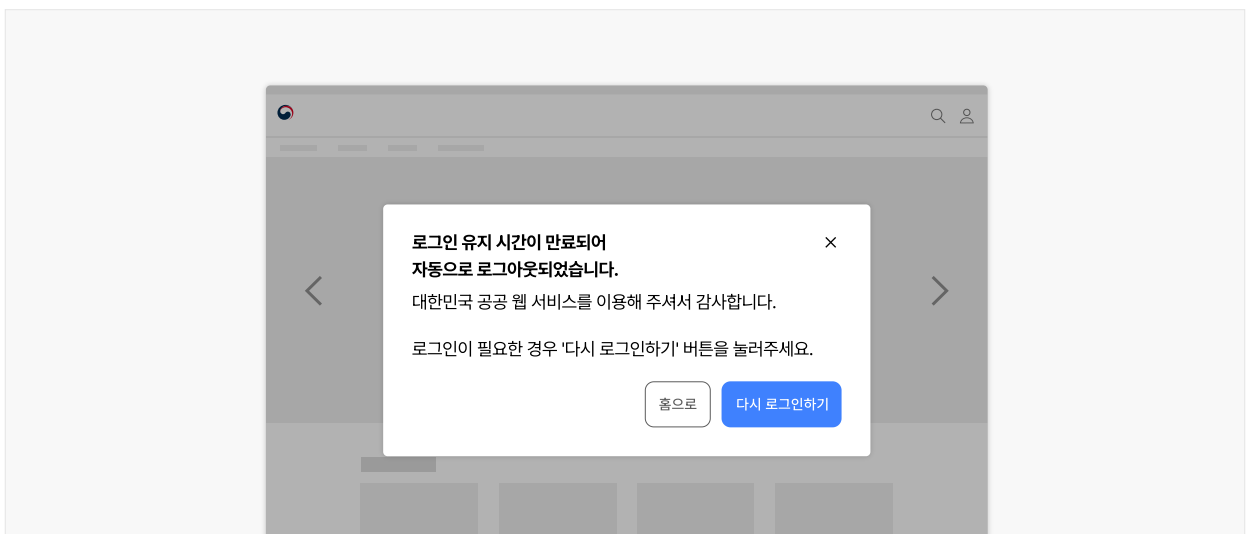 로그인 유지 시간이 만료되어
자동으로 로그아웃되었습니다.
대한민국 공공 웹 서비스를 이용해 주셔서 감사합니다.
로그인이 필요한 경우 '다시 로그인하기' 버튼을 눌러주세요.
홈으로
다시 로그인하기